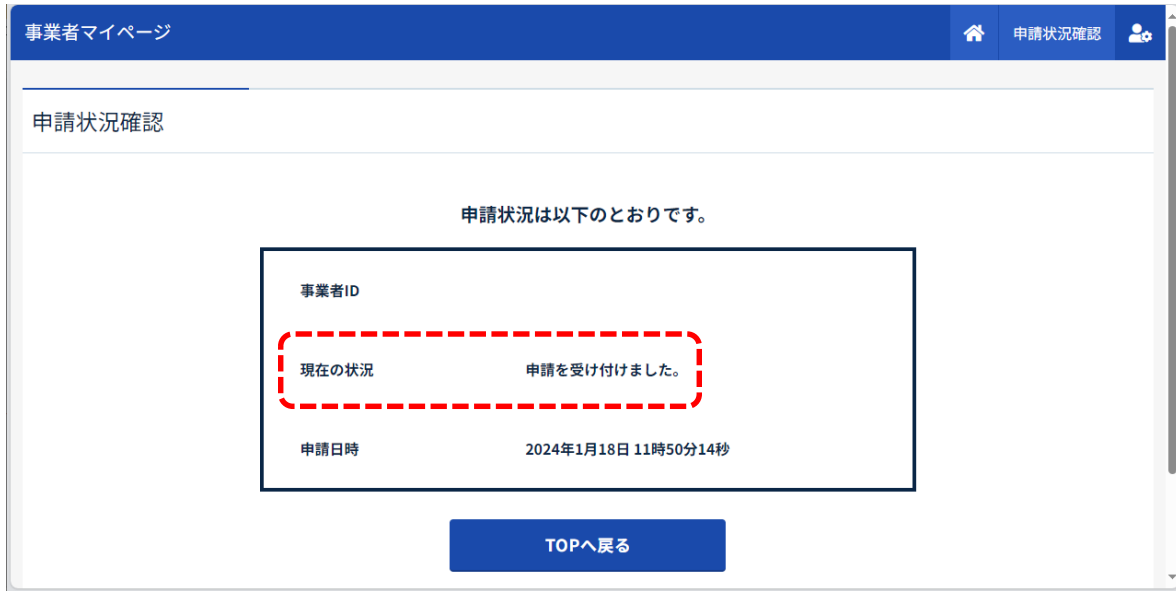 事業者マイページ
申請状況確認
申請状況確認
申請状況は以下のとおりです。
事業者ID
現在の状況 申請を受け付けました。
申請日時 2024年1月18日 11時50分14秒
TOPへ戻る